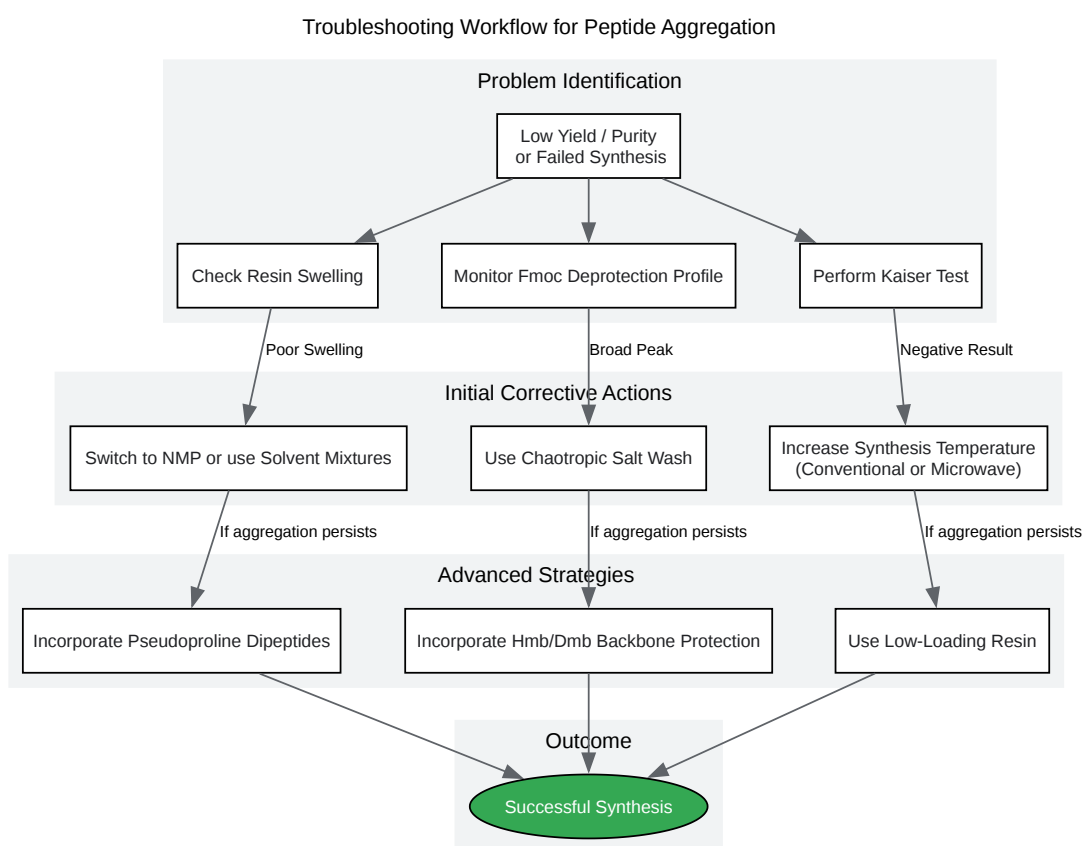 Troubleshooting Workflow for Peptide Aggregation
Problem Identification
Low Yield / Purity
or Failed Synthesis
Check Resin Swelling
Monitor Fmoc Deprotection Profile
Perform Kaiser Test
Poor Swelling
Broad Peak
Negative Result
Initial Corrective Actions
Switch to NMP or use Solvent Mixtures
Use Chaotropic Salt Wash
Increase Synthesis Temperature
(Conventional or Microwave)
If aggregation persists
If aggregation persists
If aggregation persists
Advanced Strategies
Incorporate Pseudoproline Dipeptides
Incorporate Hmb/Dmb Backbone Protection
Use Low-Loading Resin
Outcome
Successful Synthesis